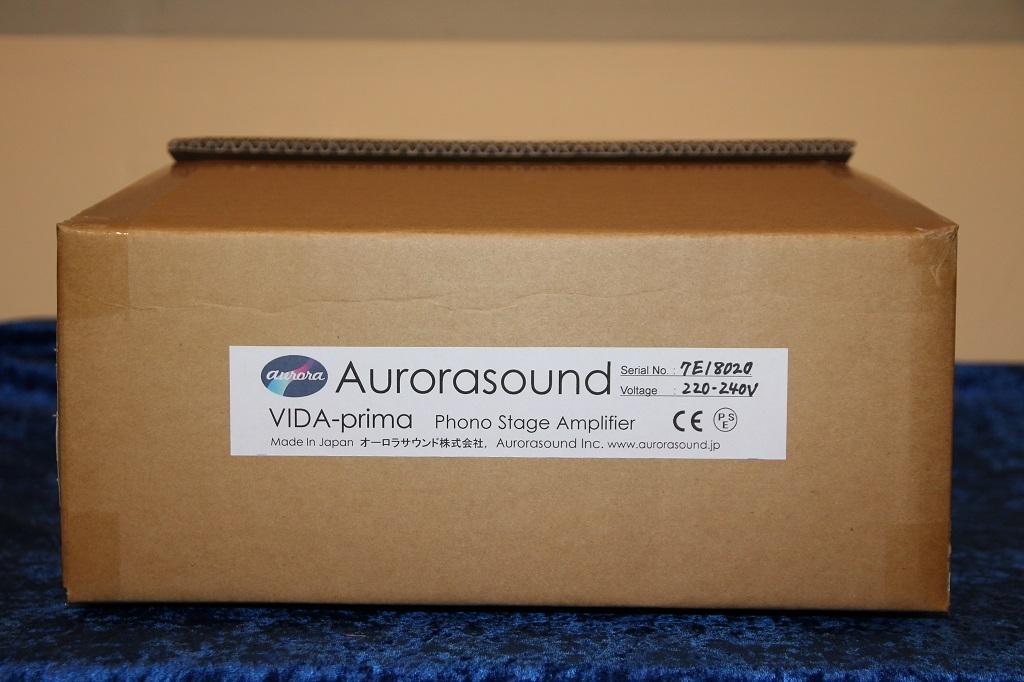 aurora Aurorasound
Serial No. : 7E18020
Voltage : 220-240V
VIDA-prima Phono Stage Amplifier CE PSE
Made In Japan オーロラサウンド株式会社, Aurorasound Inc. www.aurorasound.jp